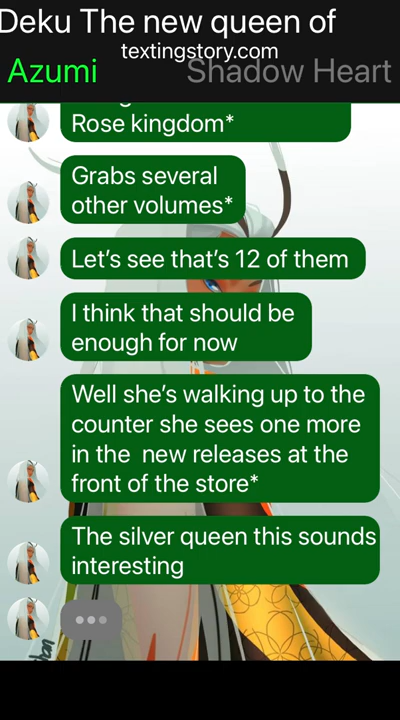 Deku The new queen of
textingstory.com
Azumi
Shadow Heart
Rose kingdom*
Grabs several
other volumes*
Let's see that's 12 of them
I think that should be
enough for now
Well she's walking up to the
counter she sees one more
in the new releases at the
front of the store*
The silver queen this sounds
interesting